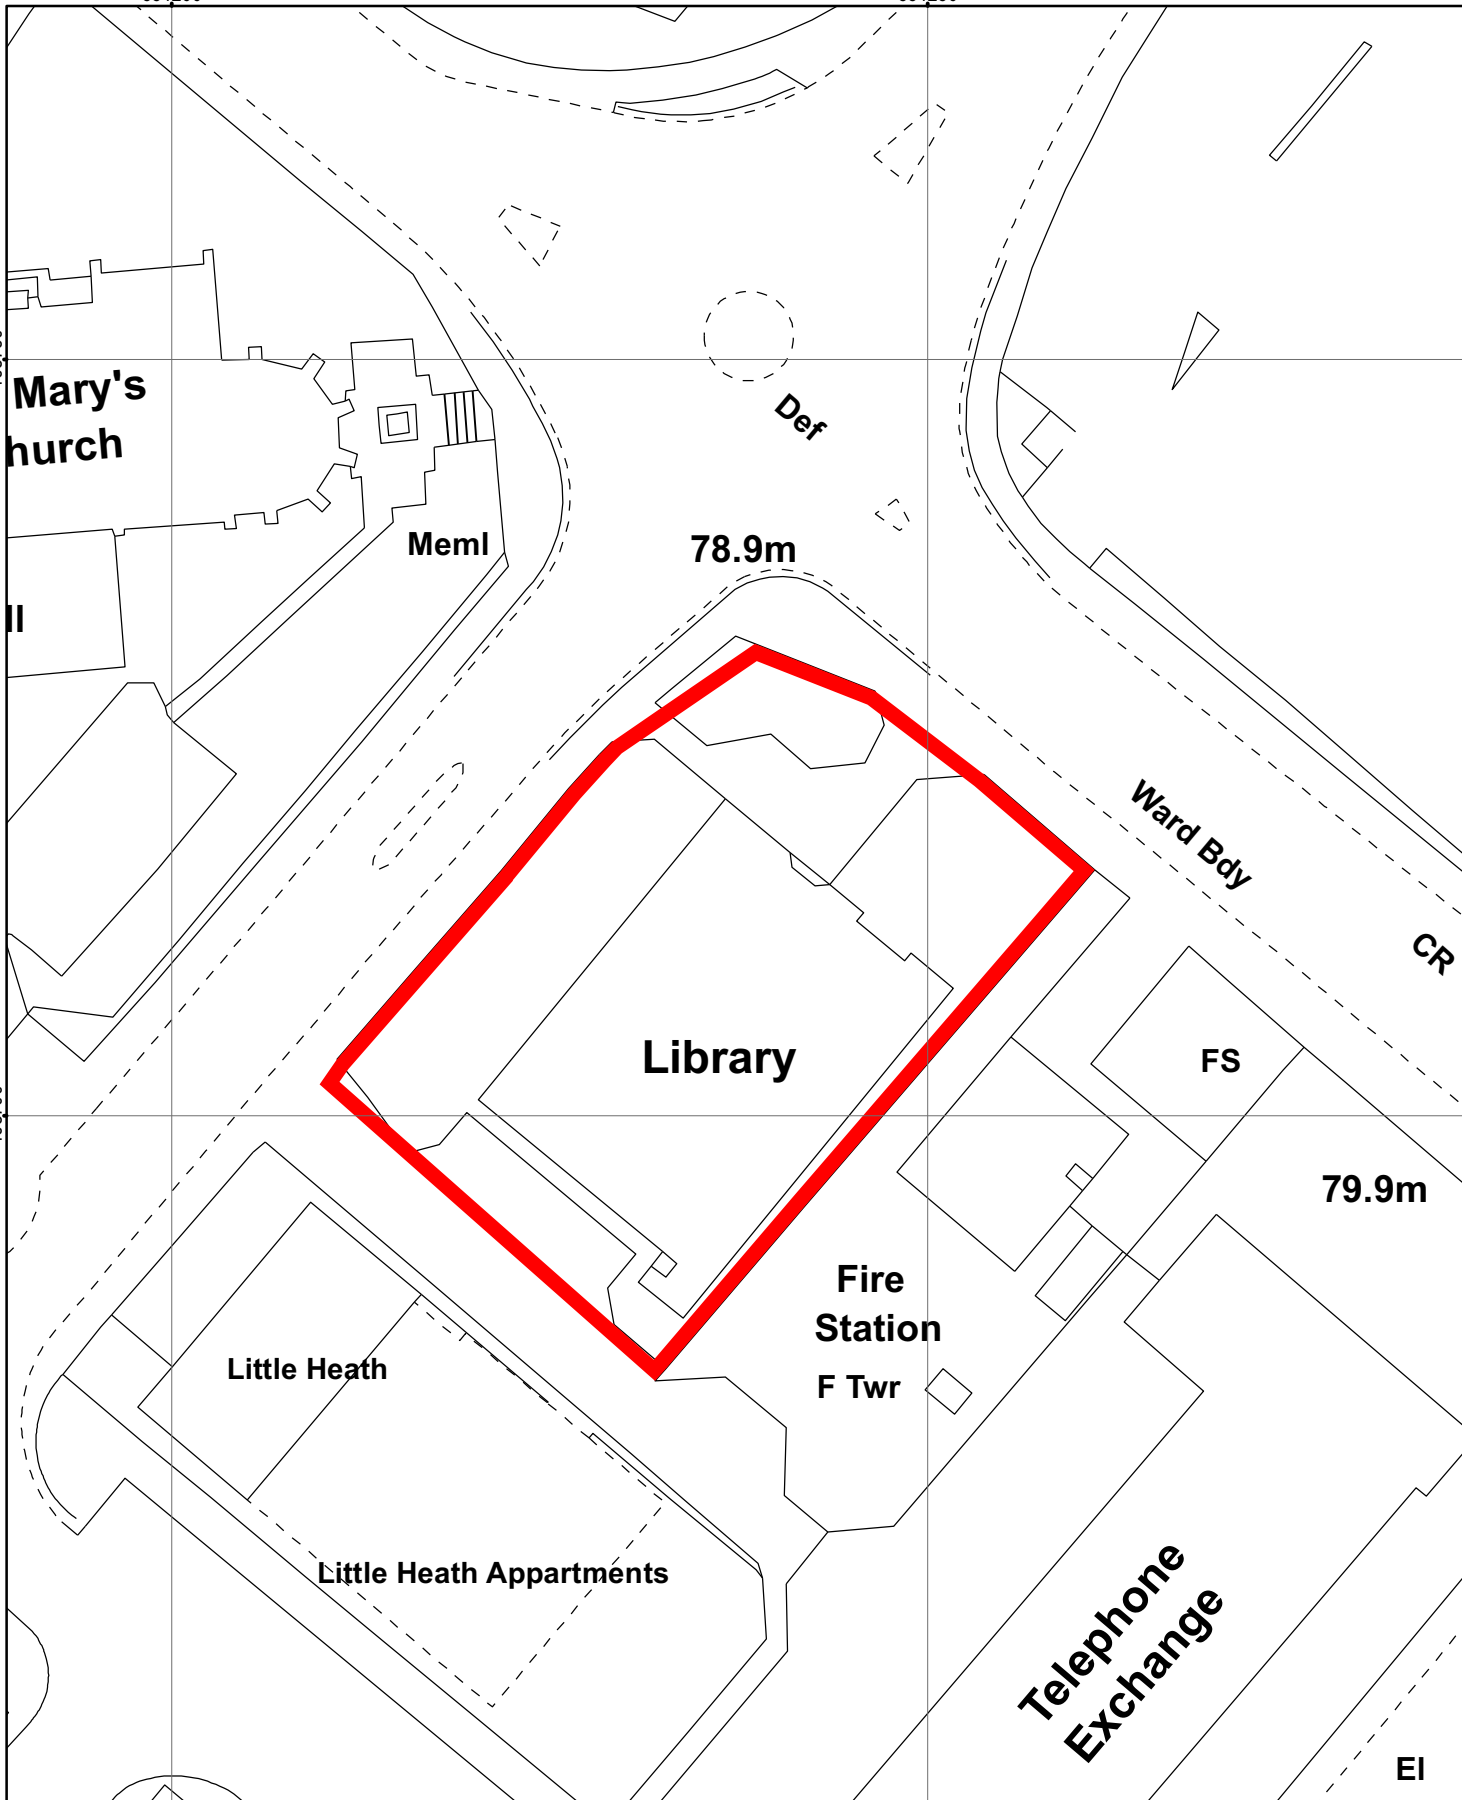 Mary's
hurch
Def
Meml
78.9m
ll
Ward Bdy
CR
Library
FS
79.9m
Fire
Station
F Twr
Little Heath
Little Heath Appartments
Telephone
Exchange
El